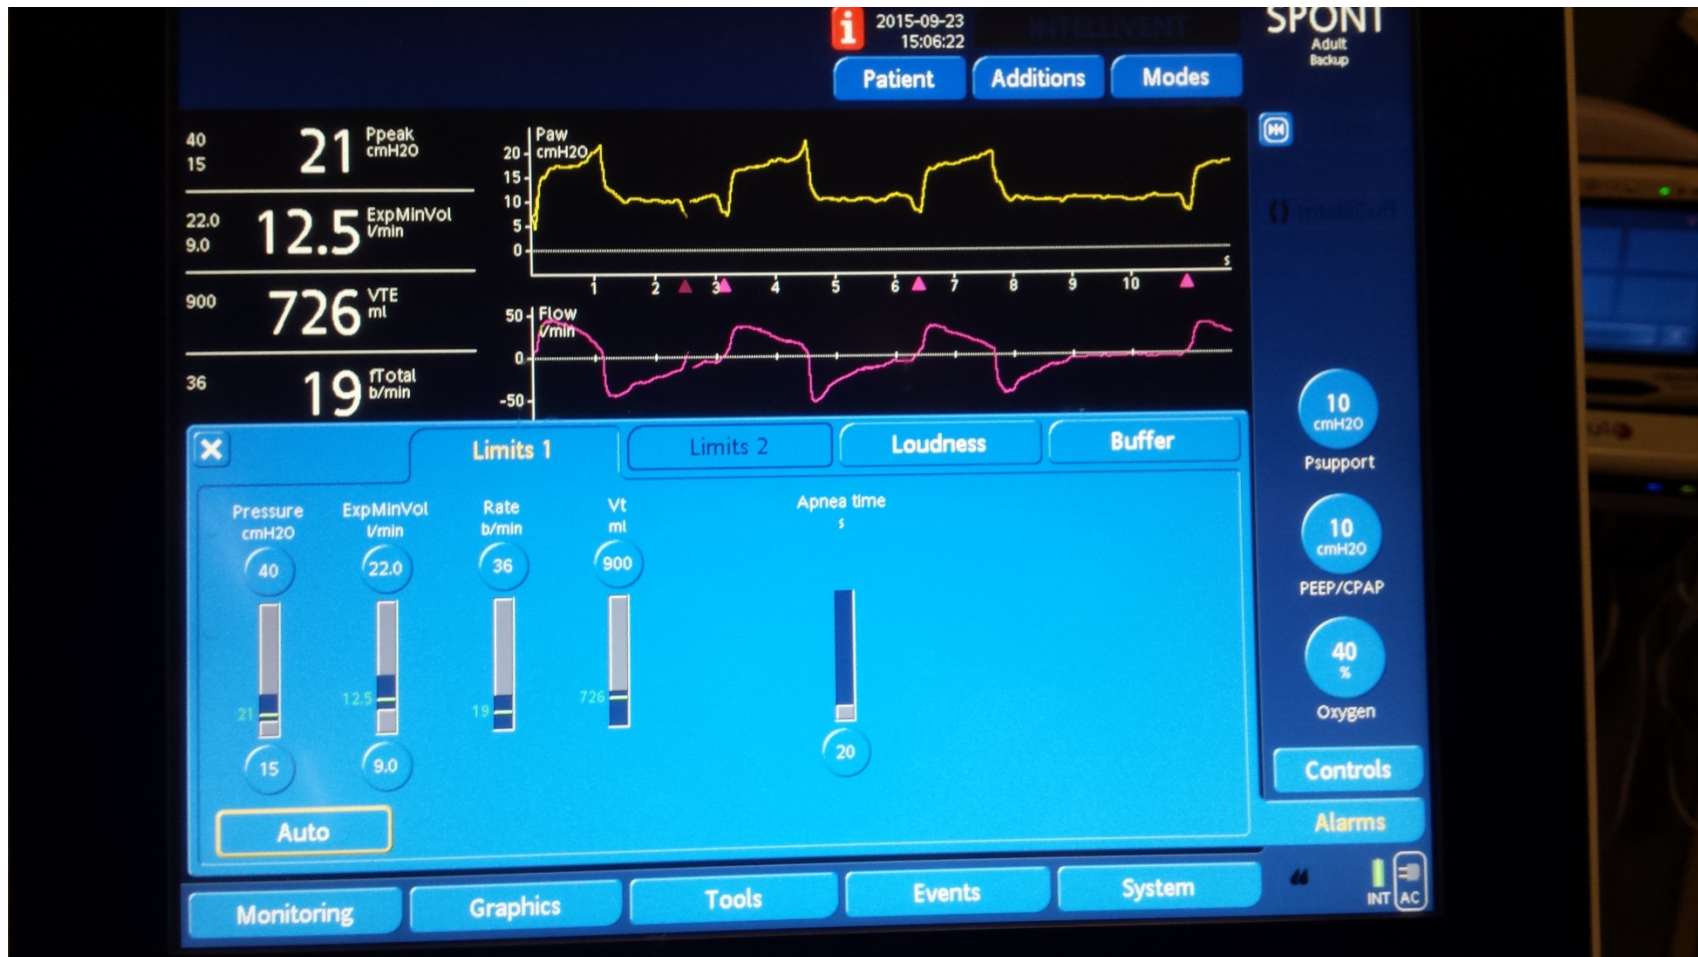 2015-09-23
15:06:22
INTELLIVENT
SPONT
Adult
Backup
Patient
Additions
Modes
40
15
21
Ppeak
cmH2O
22.0
9.0
12.5
ExpMinVol
l/min
900
726
VTE
ml
36
19
fTotal
b/min
Paw
cmH2O
20
15
10
5
0
s
1 2 3 4 5 6 7 8 9 10
Flow
l/min
50
0
-50
IntelliCuff
Limits 1
Limits 2
Loudness
Buffer
Pressure
cmH2O
40
21
15
ExpMinVol
l/min
22.0
12.5
9.0
Rate
b/min
36
19
Vt
ml
900
726
Apnea time
s
20
Auto
10
cmH2O
Psupport
10
cmH2O
PEEP/CPAP
40
%
Oxygen
Controls
Alarms
Monitoring
Graphics
Tools
Events
System
INT
AC